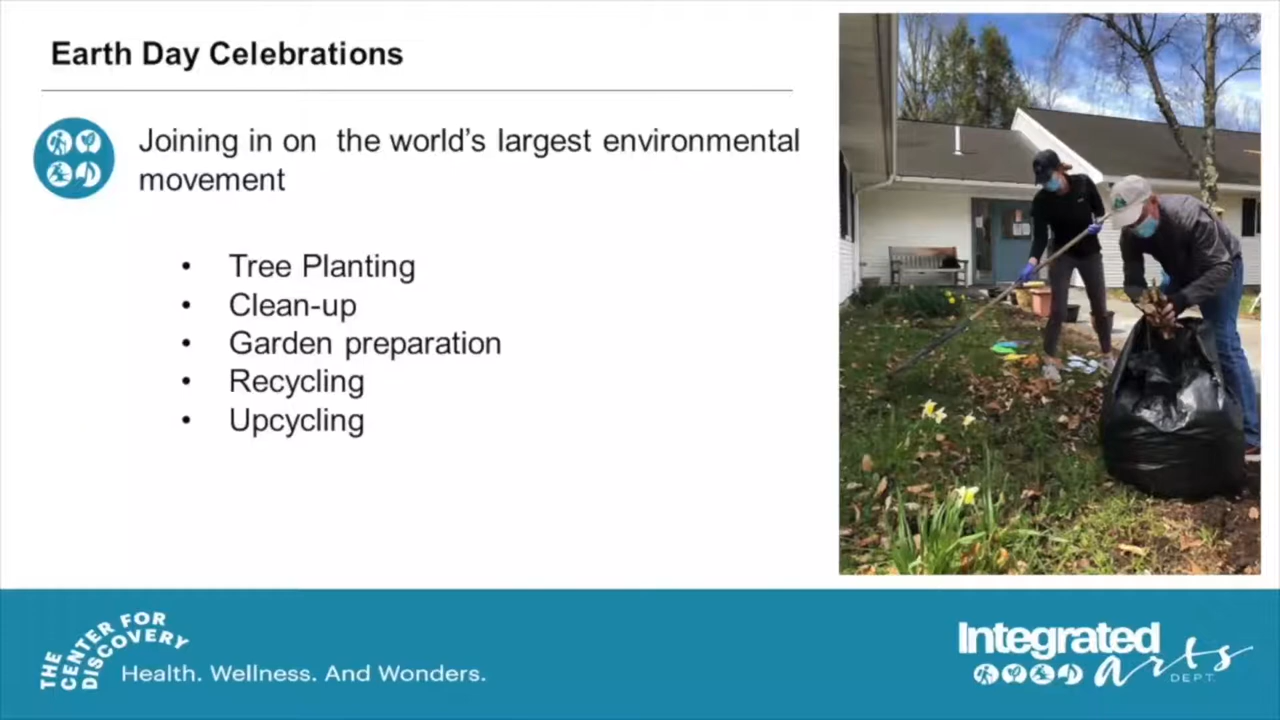 Earth Day Celebrations
Joining in on the world's largest environmental
movement
• Tree Planting
• Clean-up
• Garden preparation
• Recycling
• Upcycling
THE
CENTER FOR
DISCOVERY
Health. Wellness. And Wonders.
Integrated
arts
DEPT.